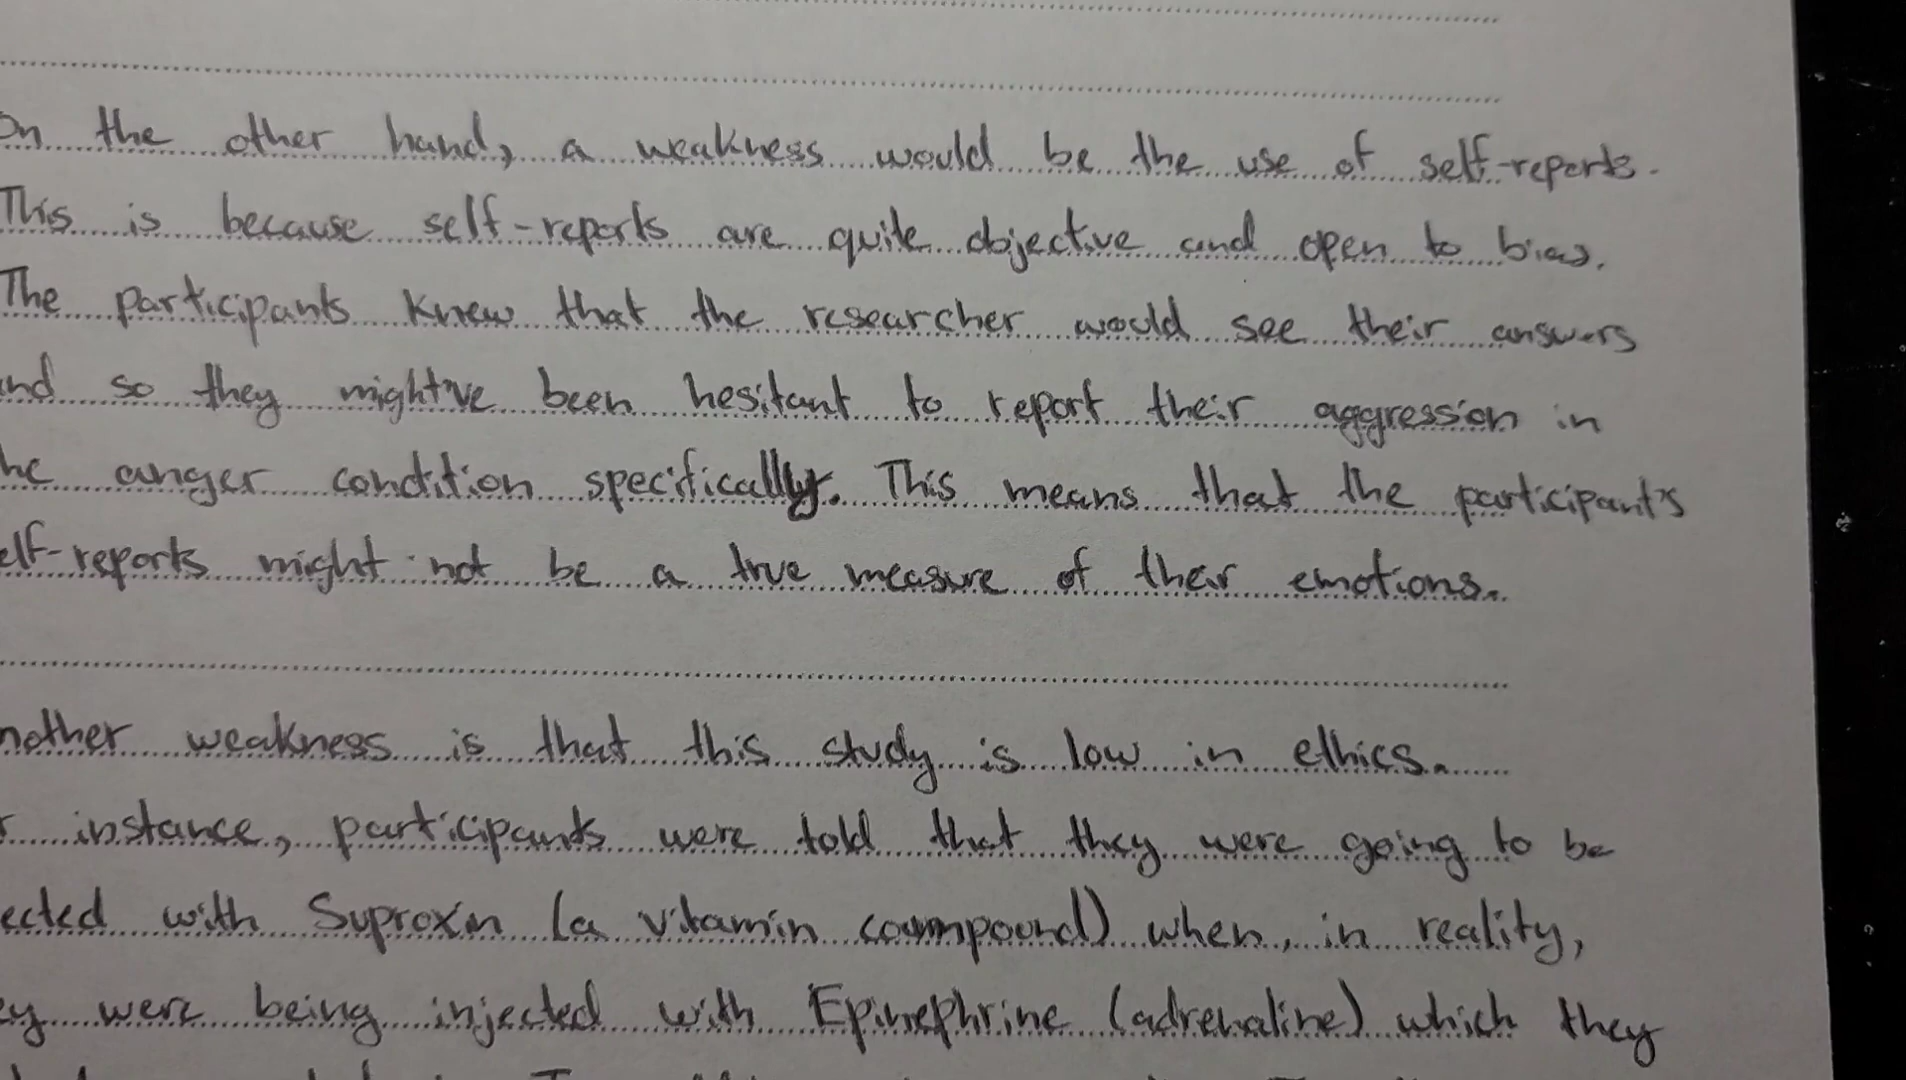 On the other hand, a weakness would be the use of self-reports.
This is because self-reports are quite objective and open to bias.
The participants knew that the researcher would see their answers
and so they might've been hesitant to report their aggression in
he anger condition specifically. This means that the participant's
elf-reports might not be a true measure of their emotions.
nother weakness is that this study is low in ethics.
r instance, participants were told that they were going to be
ected with Suproxin (a vitamin coumpound) when, in reality,
ey were being injected with Epinephrine (adrenaline) which they